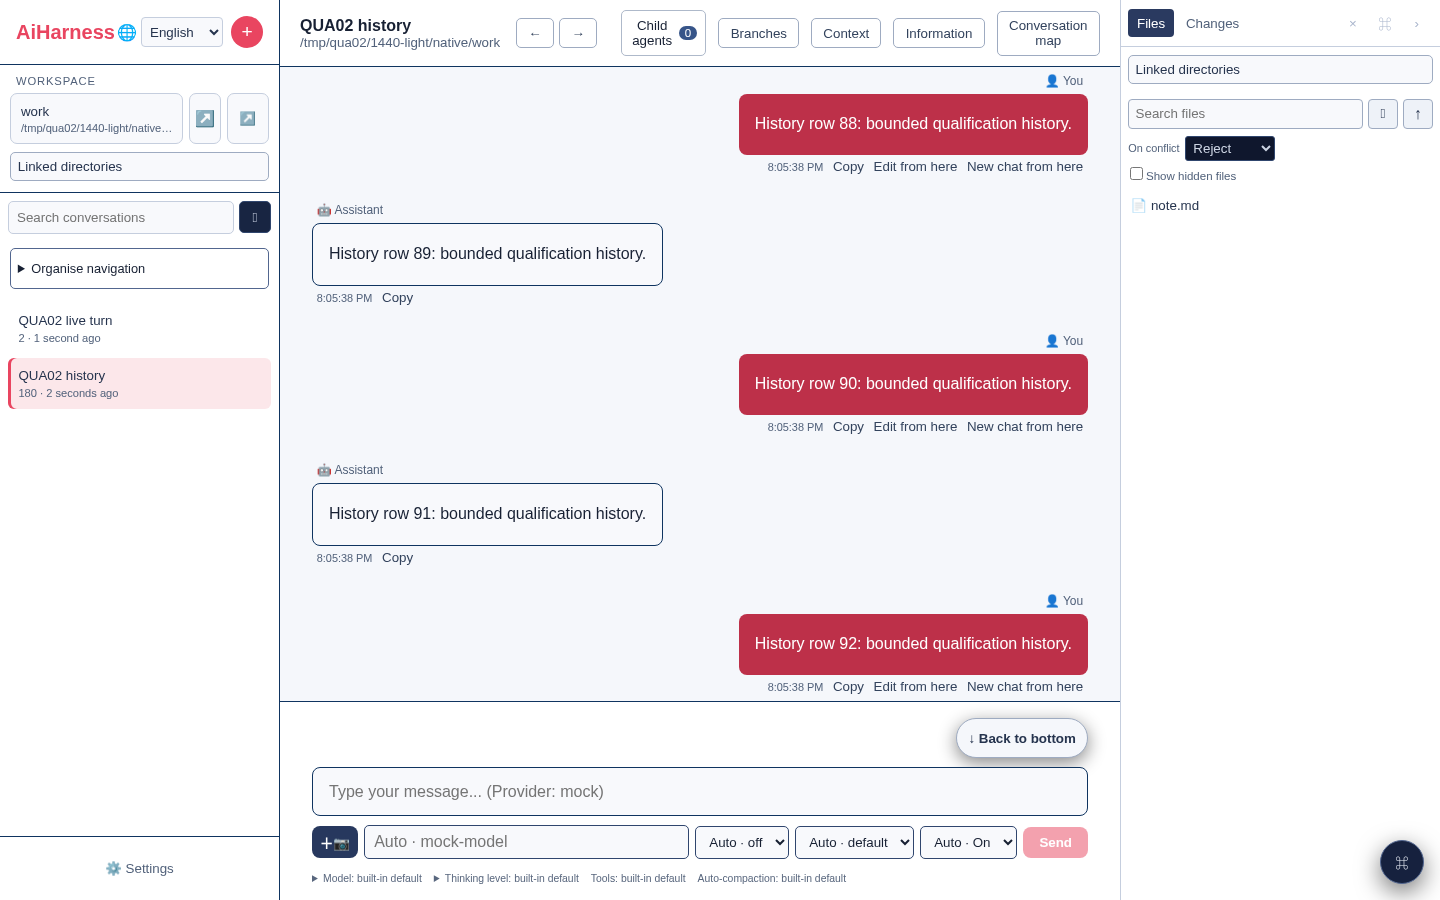 AiHarness
English
+
WORKSPACE
work
/tmp/qua02/1440-light/native…
Linked directories
Search conversations
Organise navigation
QUA02 live turn
2 · 1 second ago
QUA02 history
180 · 2 seconds ago
Settings
QUA02 history
/tmp/qua02/1440-light/native/work
←
→
Child agents 0
Branches
Context
Information
Conversation map
You
History row 88: bounded qualification history.
8:05:38 PM Copy Edit from here New chat from here
Assistant
History row 89: bounded qualification history.
8:05:38 PM Copy
You
History row 90: bounded qualification history.
8:05:38 PM Copy Edit from here New chat from here
Assistant
History row 91: bounded qualification history.
8:05:38 PM Copy
You
History row 92: bounded qualification history.
8:05:38 PM Copy Edit from here New chat from here
↓ Back to bottom
Type your message... (Provider: mock)
Auto · mock-model
Auto · off
Auto · default
Auto · On
Send
Model: built-in default Thinking level: built-in default Tools: built-in default Auto-compaction: built-in default
Files Changes × ⌘ ›
Linked directories
Search files
↑
On conflict Reject
Show hidden files
note.md
⌘